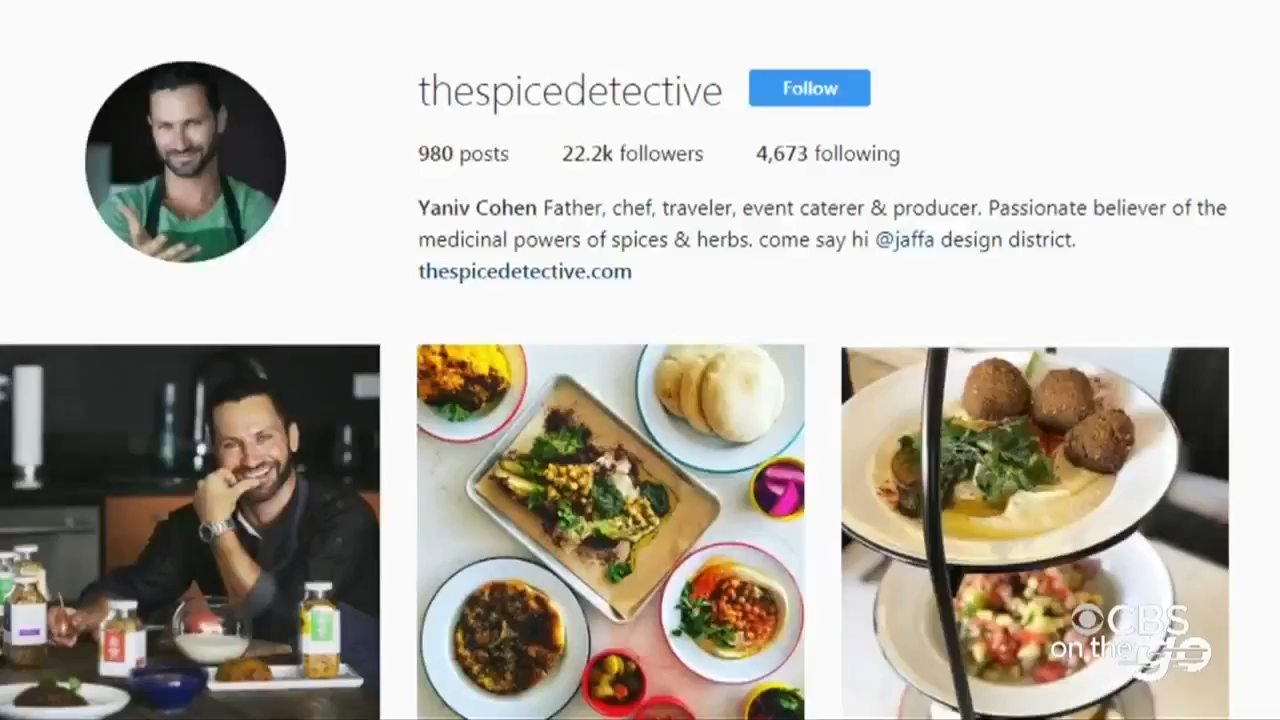 thespicedetective Follow
980 posts 22.2k followers 4,673 following
Yaniv Cohen Father, chef, traveler, event caterer & producer. Passionate believer of the
medicinal powers of spices & herbs. come say hi @jaffa design district.
thespicedetective.com
CBS
on the go